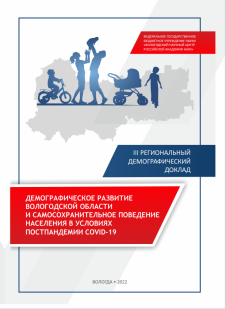 ФЕДЕРАЛЬНОЕ ГОСУДАРСТВЕННОЕ
БЮДЖЕТНОЕ УЧРЕЖДЕНИЕ НАУКИ
«ВОЛОГОДСКИЙ НАУЧНЫЙ ЦЕНТР
РОССИЙСКОЙ АКАДЕМИИ НАУК»
III РЕГИОНАЛЬНЫЙ
ДЕМОГРАФИЧЕСКИЙ
ДОКЛАД
ДЕМОГРАФИЧЕСКОЕ РАЗВИТИЕ
ВОЛОГОДСКОЙ ОБЛАСТИ
И САМОСОХРАНИТЕЛЬНОЕ ПОВЕДЕНИЕ
НАСЕЛЕНИЯ В УСЛОВИЯХ
ПОСТПАНДЕМИИ COVID-19
ВОЛОГДА • 2022